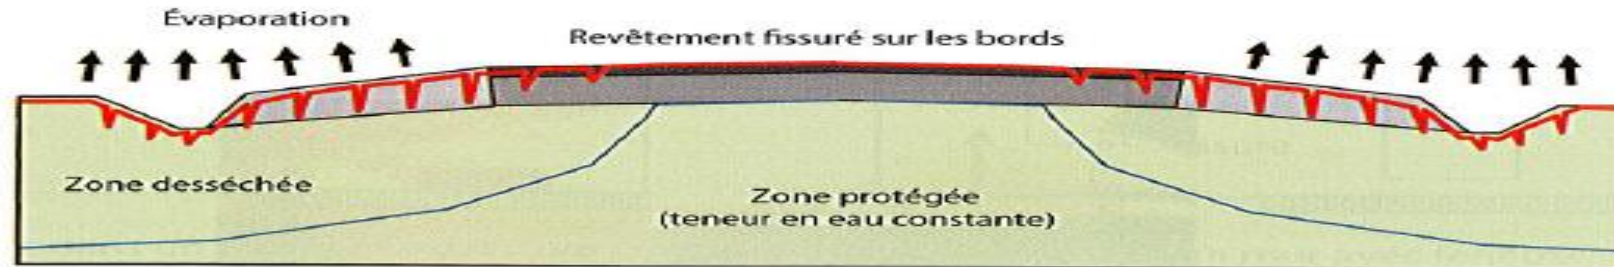 Évaporation
Revêtement fissuré sur les bords
Zone desséchée
Zone protégée
(teneur en eau constante)